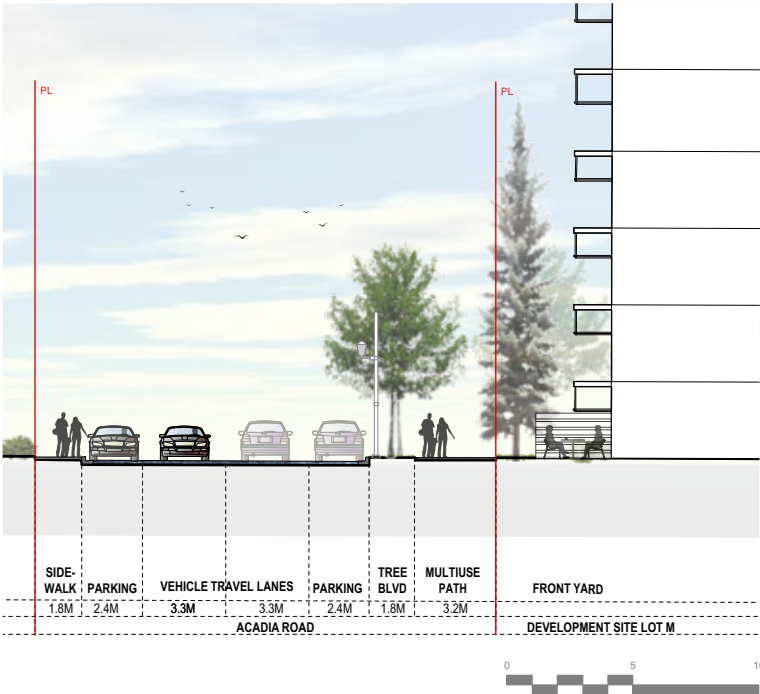 PL
PL
SIDE-
WALK PARKING VEHICLE TRAVEL LANES PARKING TREE
BLVD MULTIUSE
PATH FRONT YARD
1.8M 2.4M 3.3M 3.3M 2.4M 1.8M 3.2M
ACADIA ROAD DEVELOPMENT SITE LOT M
0 5 10